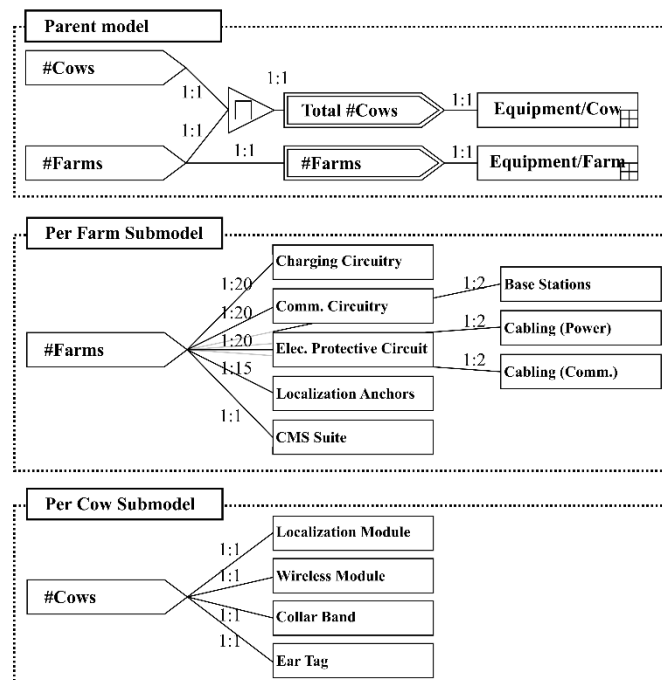 Parent model
#Cows
1:1
1:1
1:1
Total #Cows
1:1
Equipment/Cow
#Farms
1:1
#Farms
1:1
Equipment/Farm
Per Farm Submodel
#Farms
1:20
Charging Circuitry
1:20
Comm. Circuitry
1:20
Elec. Protective Circuit
1:15
Localization Anchors
1:1
CMS Suite
1:2
Base Stations
1:2
Cabling (Power)
1:2
Cabling (Comm.)
Per Cow Submodel
#Cows
1:1
Localization Module
1:1
Wireless Module
1:1
Collar Band
1:1
Ear Tag